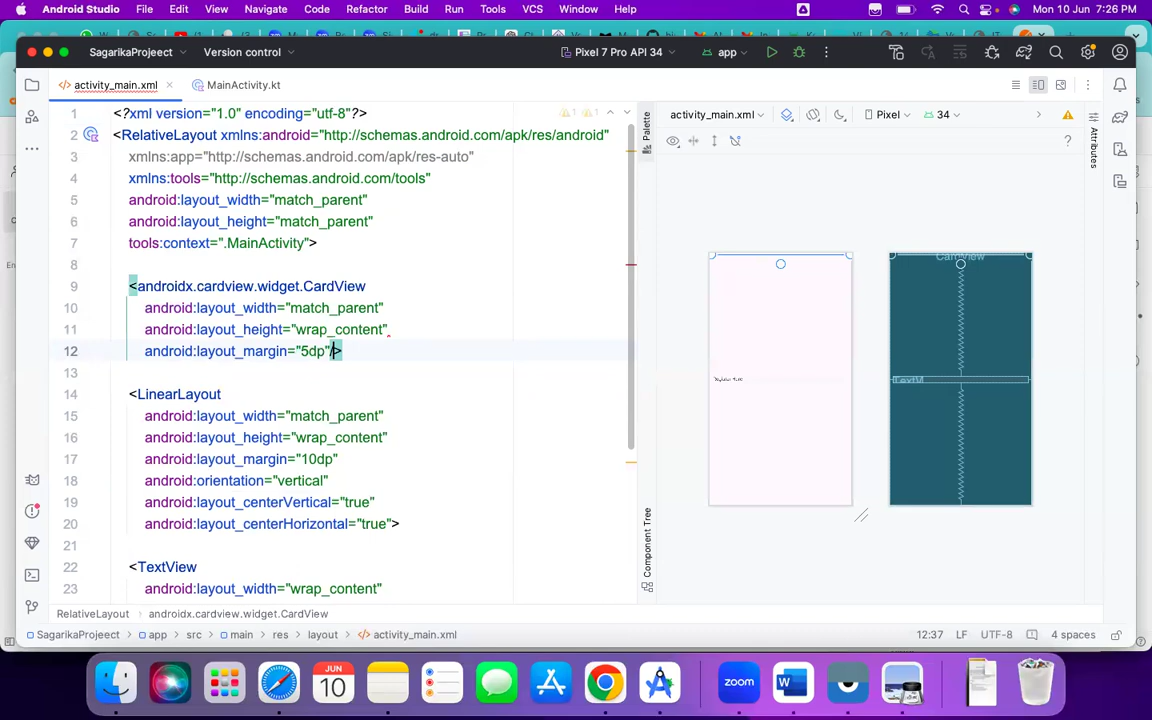 Android Studio File Edit View Navigate Code Refactor Build Run Tools VCS Window Help Mon 10 Jun 7:26 PM
SagarikaProjeect Version control Pixel 7 Pro API 34 app
activity_main.xml MainActivity.kt
1 <?xml version="1.0" encoding="utf-8"?> 1 1
2 <RelativeLayout xmlns:android="http://schemas.android.com/apk/res/android"
3 xmlns:app="http://schemas.android.com/apk/res-auto"
4 xmlns:tools="http://schemas.android.com/tools"
5 android:layout_width="match_parent"
6 android:layout_height="match_parent"
7 tools:context=".MainActivity">
8
9 <androidx.cardview.widget.CardView
10 android:layout_width="match_parent"
11 android:layout_height="wrap_content"
12 android:layout_margin="5dp"/>
13
14 <LinearLayout
15 android:layout_width="match_parent"
16 android:layout_height="wrap_content"
17 android:layout_margin="10dp"
18 android:orientation="vertical"
19 android:layout_centerVertical="true"
20 android:layout_centerHorizontal="true">
21
22 <TextView
23 android:layout_width="wrap_content"
Palette
activity_main.xml Pixel 34
?
Attributes
CardView
TextVi
Component Tree
RelativeLayout androidx.cardview.widget.CardView
SagarikaProjeect app src main res layout activity_main.xml 12:37 LF UTF-8 4 spaces
JUN
10
zoom
W